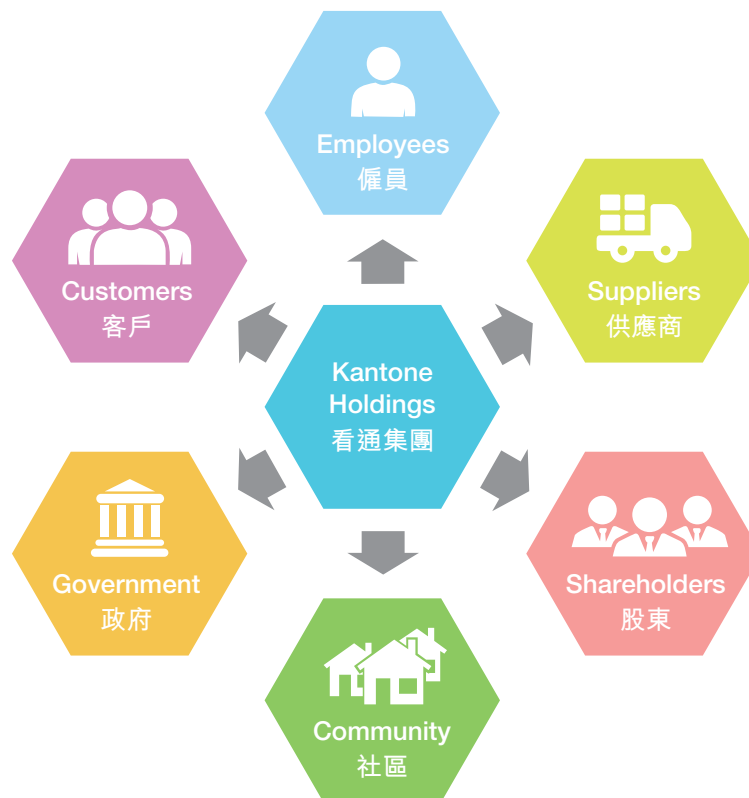 Employees
僱員
Customers
客戶
Suppliers
供應商
Kantone
Holdings
看通集團
Government
政府
Shareholders
股東
Community
社區